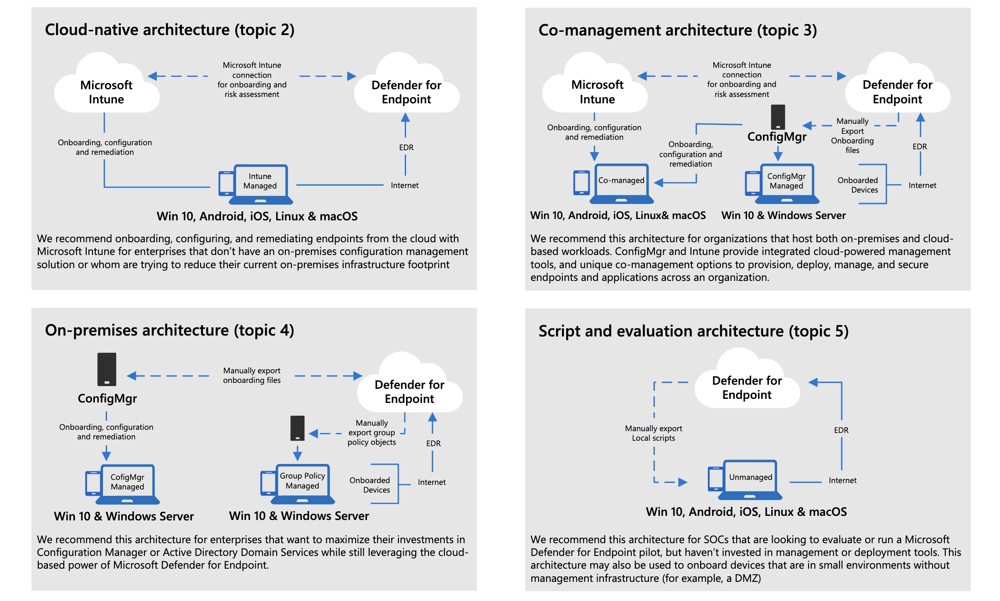 Cloud-native architecture (topic 2)
Microsoft Intune
connection
for onboarding and
risk assessment
Microsoft
Intune
Defender for
Endpoint
Onboarding, configuration
and remediation
EDR
Intune
Managed
Internet
Win 10, Android, iOS, Linux & macOS
We recommend onboarding, configuring, and remediating endpoints from the cloud with
Microsoft Intune for enterprises that don’t have an on-premises configuration management
solution or whom are trying to reduce their current on-premises infrastructure footprint
Co-management architecture (topic 3)
Microsoft Intune
connection
for onboarding and
risk assessment
Microsoft
Intune
Defender for
Endpoint
Onboarding, configuration
and remediation
ConfigMgr
Manually
Export
Onboarding
files
Onboarding,
configuration and
remediation
EDR
Co-managed
ConfigMgr
Managed
Onboarded
Devices
Internet
Win 10, Android, iOS, Linux& macOS
Win 10 & Windows Server
We recommend this architecture for organizations that host both on-premises and cloud-
based workloads. ConfigMgr and Intune provide integrated cloud-powered management
tools, and unique co-management options to provision, deploy, manage, and secure
endpoints and applications across an organization.
On-premises architecture (topic 4)
Manually export
onboarding files
Defender for
Endpoint
ConfigMgr
Onboarding, configuration
and remediation
Manually
export group
policy objects
EDR
CofigMgr
Managed
Group Policy
Managed
Onboarded
Devices
Internet
Win 10 & Windows Server
Win 10 & Windows Server
We recommend this architecture for enterprises that want to maximize their investments in
Configuration Manager or Active Directory Domain Services while still leveraging the cloud-
based power of Microsoft Defender for Endpoint.
Script and evaluation architecture (topic 5)
Defender for
Endpoint
Manually export
Local scripts
EDR
Unmanaged
Internet
Win 10, Android, iOS, Linux & macOS
We recommend this architecture for SOCs that are looking to evaluate or run a Microsoft
Defender for Endpoint pilot, but haven’t invested in management or deployment tools. This
architecture may also be used to onboard devices that are in small environments without
management infrastructure (for example, a DMZ)